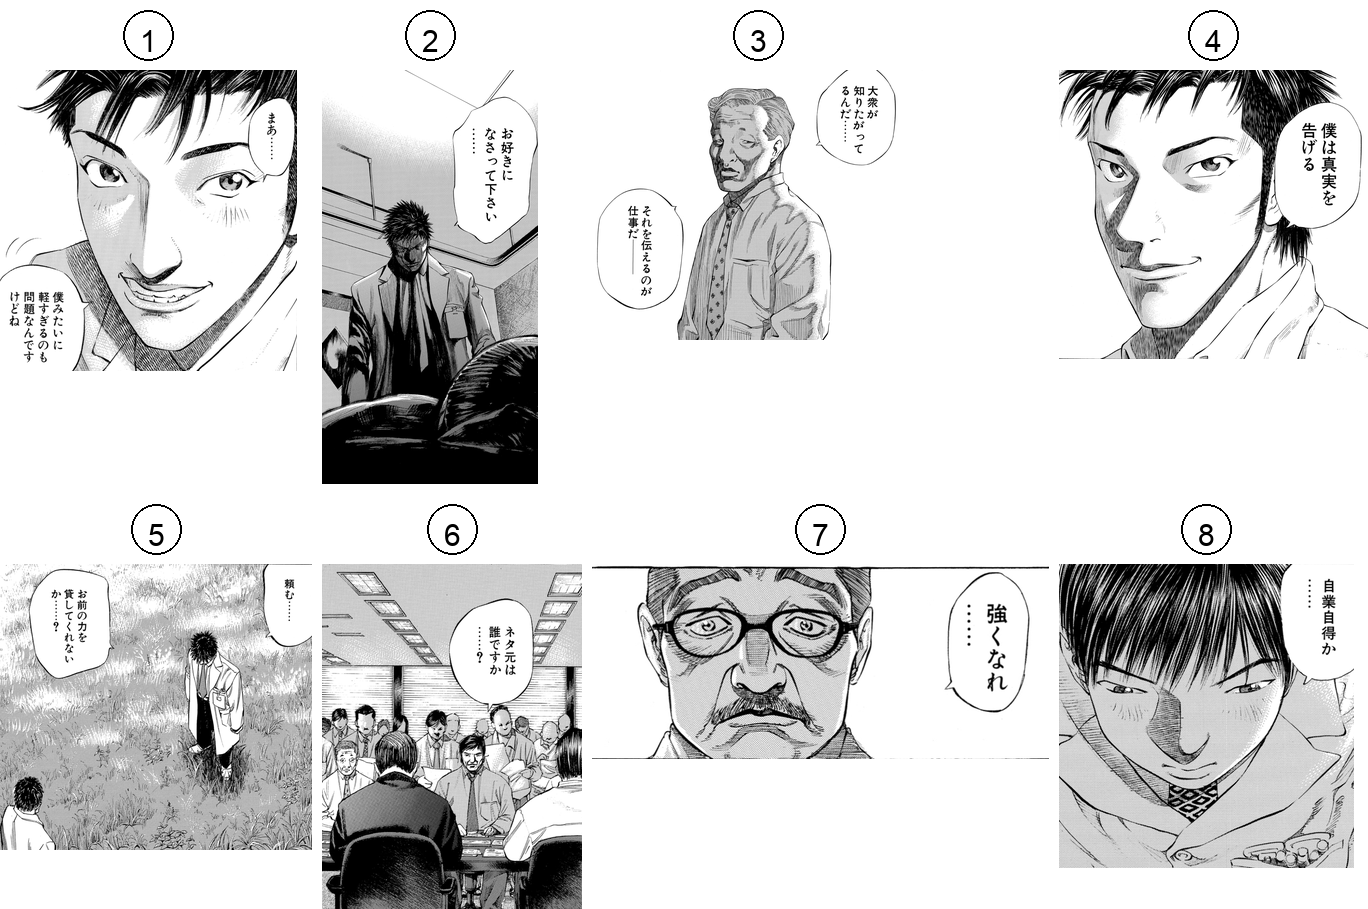 1
まあ……
僕みたいに
軽すぎるのも
問題なんです
けどね
2
お好きに
なさって下さい
……
3
大衆が
知りたがって
るんだ……
それを伝えるのが
仕事だ――
4
僕は真実を
告げる
5
頼む……
お前の力を
貸してくれない
か……?
6
ネタ元は
誰ですか
……?
7
強くなれ
……
8
自業自得か
……